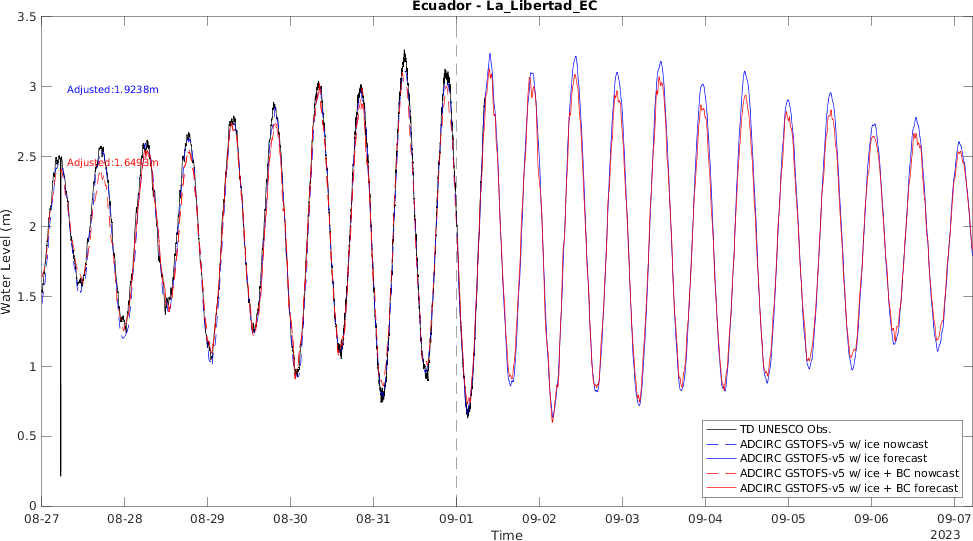 Ecuador - La_Libertad_EC
3.5
3
2.5
2
1.5
1
0.5
0
Water Level (m)
Adjusted:1.9238m
Adjusted:1.6493m
TD UNESCO Obs.
ADCIRC GSTOFS-v5 w/ ice nowcast
ADCIRC GSTOFS-v5 w/ ice forecast
ADCIRC GSTOFS-v5 w/ ice + BC nowcast
ADCIRC GSTOFS-v5 w/ ice + BC forecast
08-27 08-28 08-29 08-30 08-31 09-01 09-02 09-03 09-04 09-05 09-06 09-07
Time
2023